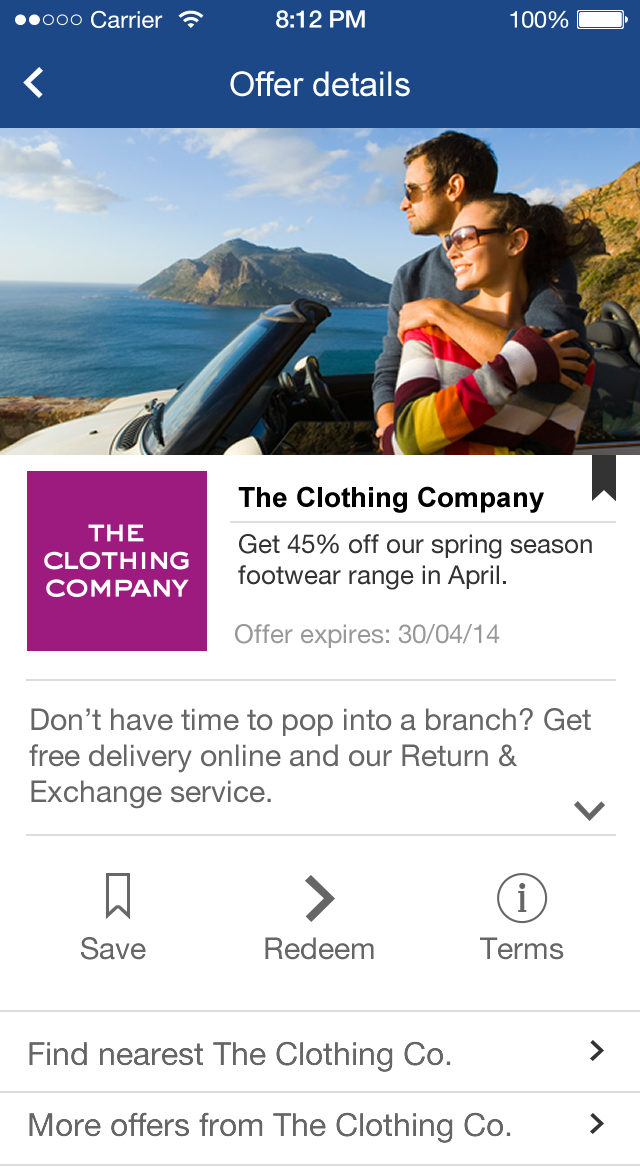 Carrier 8:12 PM 100%
Offer details
THE
CLOTHING
COMPANY
The Clothing Company
Get 45% off our spring season
footwear range in April.
Offer expires: 30/04/14
Don’t have time to pop into a branch? Get
free delivery online and our Return &
Exchange service.
Save Redeem Terms
Find nearest The Clothing Co.
More offers from The Clothing Co.